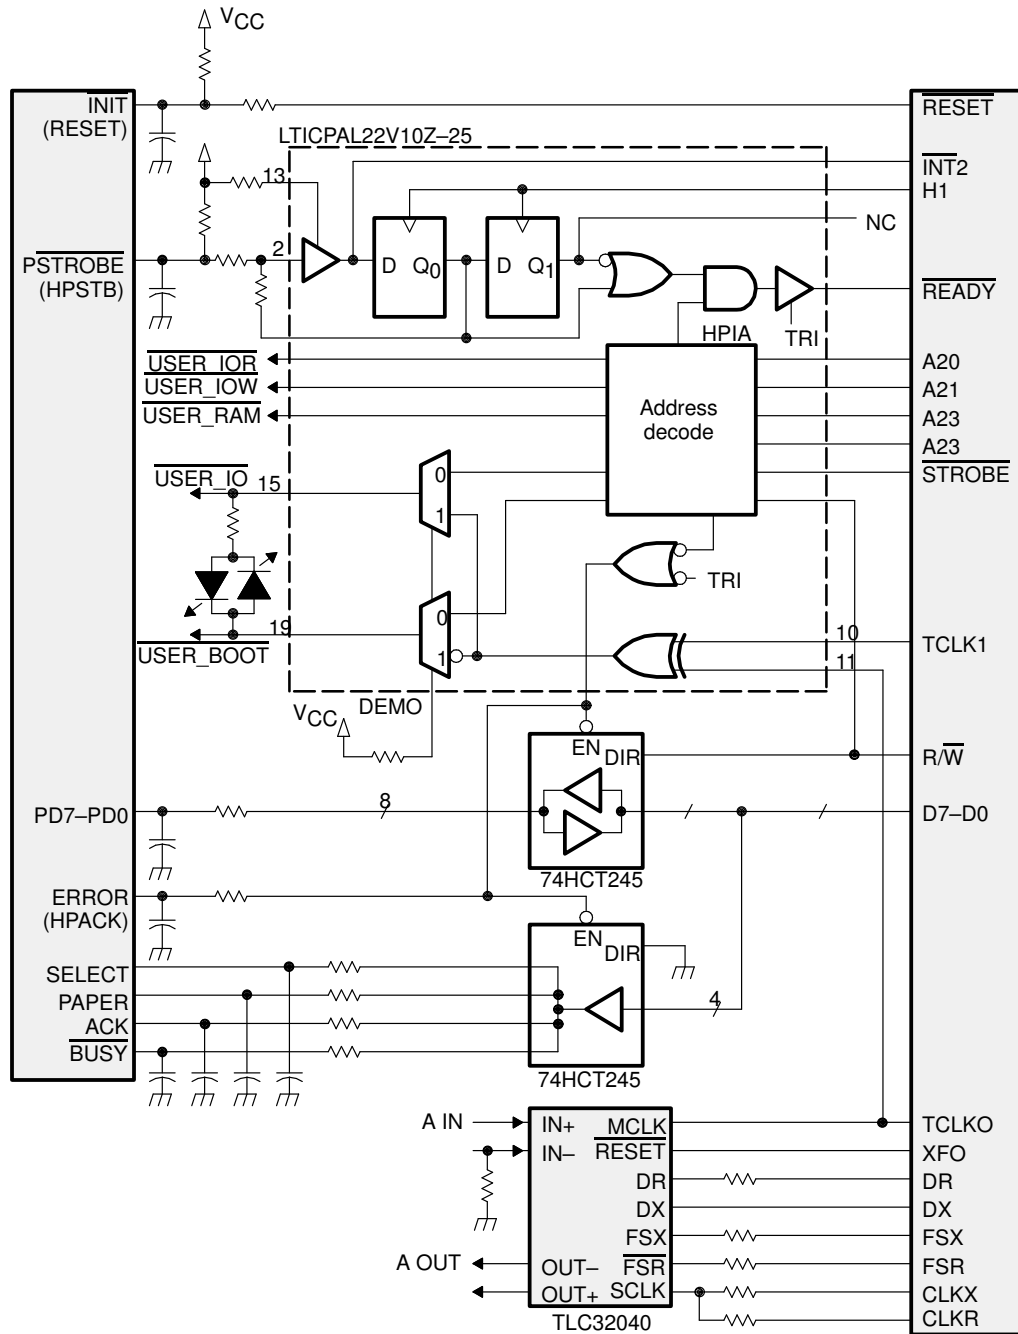 VCC
INIT
(RESET)
RESET
LTICPAL22V10Z–25
INT2
13
H1
NC
PSTROBE
(HPSTB)
2
D Q0
D Q1
READY
HPIA
TRI
USER_IOR
A20
USER_IOW
A21
USER_RAM
Address
decode
A23
A23
USER_IO
15
0
STROBE
1
TRI
0
19
10
TCLK1
USER_BOOT
1
11
DEMO
VCC
EN
DIR
R/W
PD7–PD0
8
D7–D0
74HCT245
ERROR
(HPACK)
EN
DIR
SELECT
PAPER
4
ACK
BUSY
74HCT245
A IN
IN+
MCLK
TCLKO
IN–
RESET
XFO
DR
DR
DX
DX
FSX
FSX
A OUT
OUT–
FSR
FSR
OUT+
SCLK
CLKX
CLKR
TLC32040